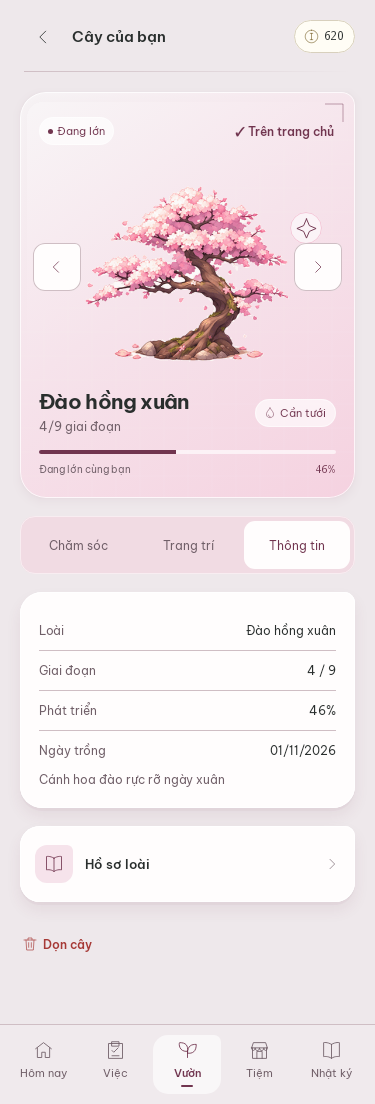 Cây của bạn
620
Đang lớn
✓ Trên trang chủ
Đào hồng xuân
4/9 giai đoạn
Cần tưới
Đang lớn cùng bạn
46%
Chăm sóc
Trang trí
Thông tin
Loài
Đào hồng xuân
Giai đoạn
4 / 9
Phát triển
46%
Ngày trồng
01/11/2026
Cánh hoa đào rực rỡ ngày xuân
Hồ sơ loài
Dọn cây
Hôm nay
Việc
Vườn
Tiệm
Nhật ký